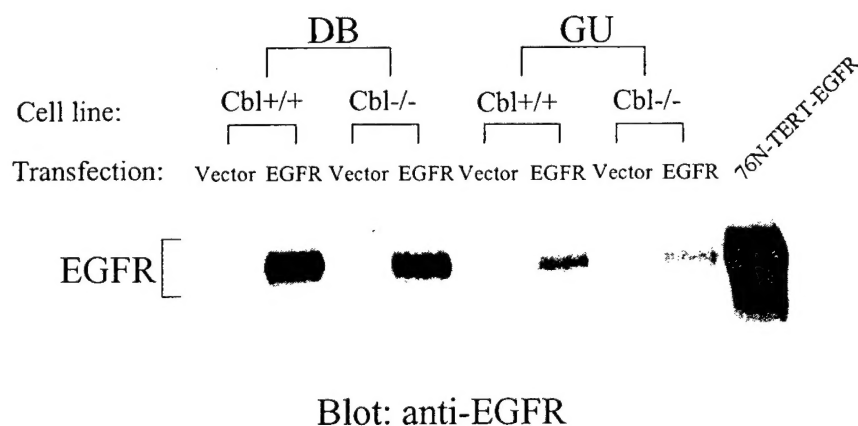 DB GU
Cell line: Cbl+/+ Cbl-/- Cbl+/+ Cbl-/- 76N-TERT-EGFR
Transfection: Vector EGFR Vector EGFR Vector EGFR Vector EGFR
EGFR
Blot: anti-EGFR